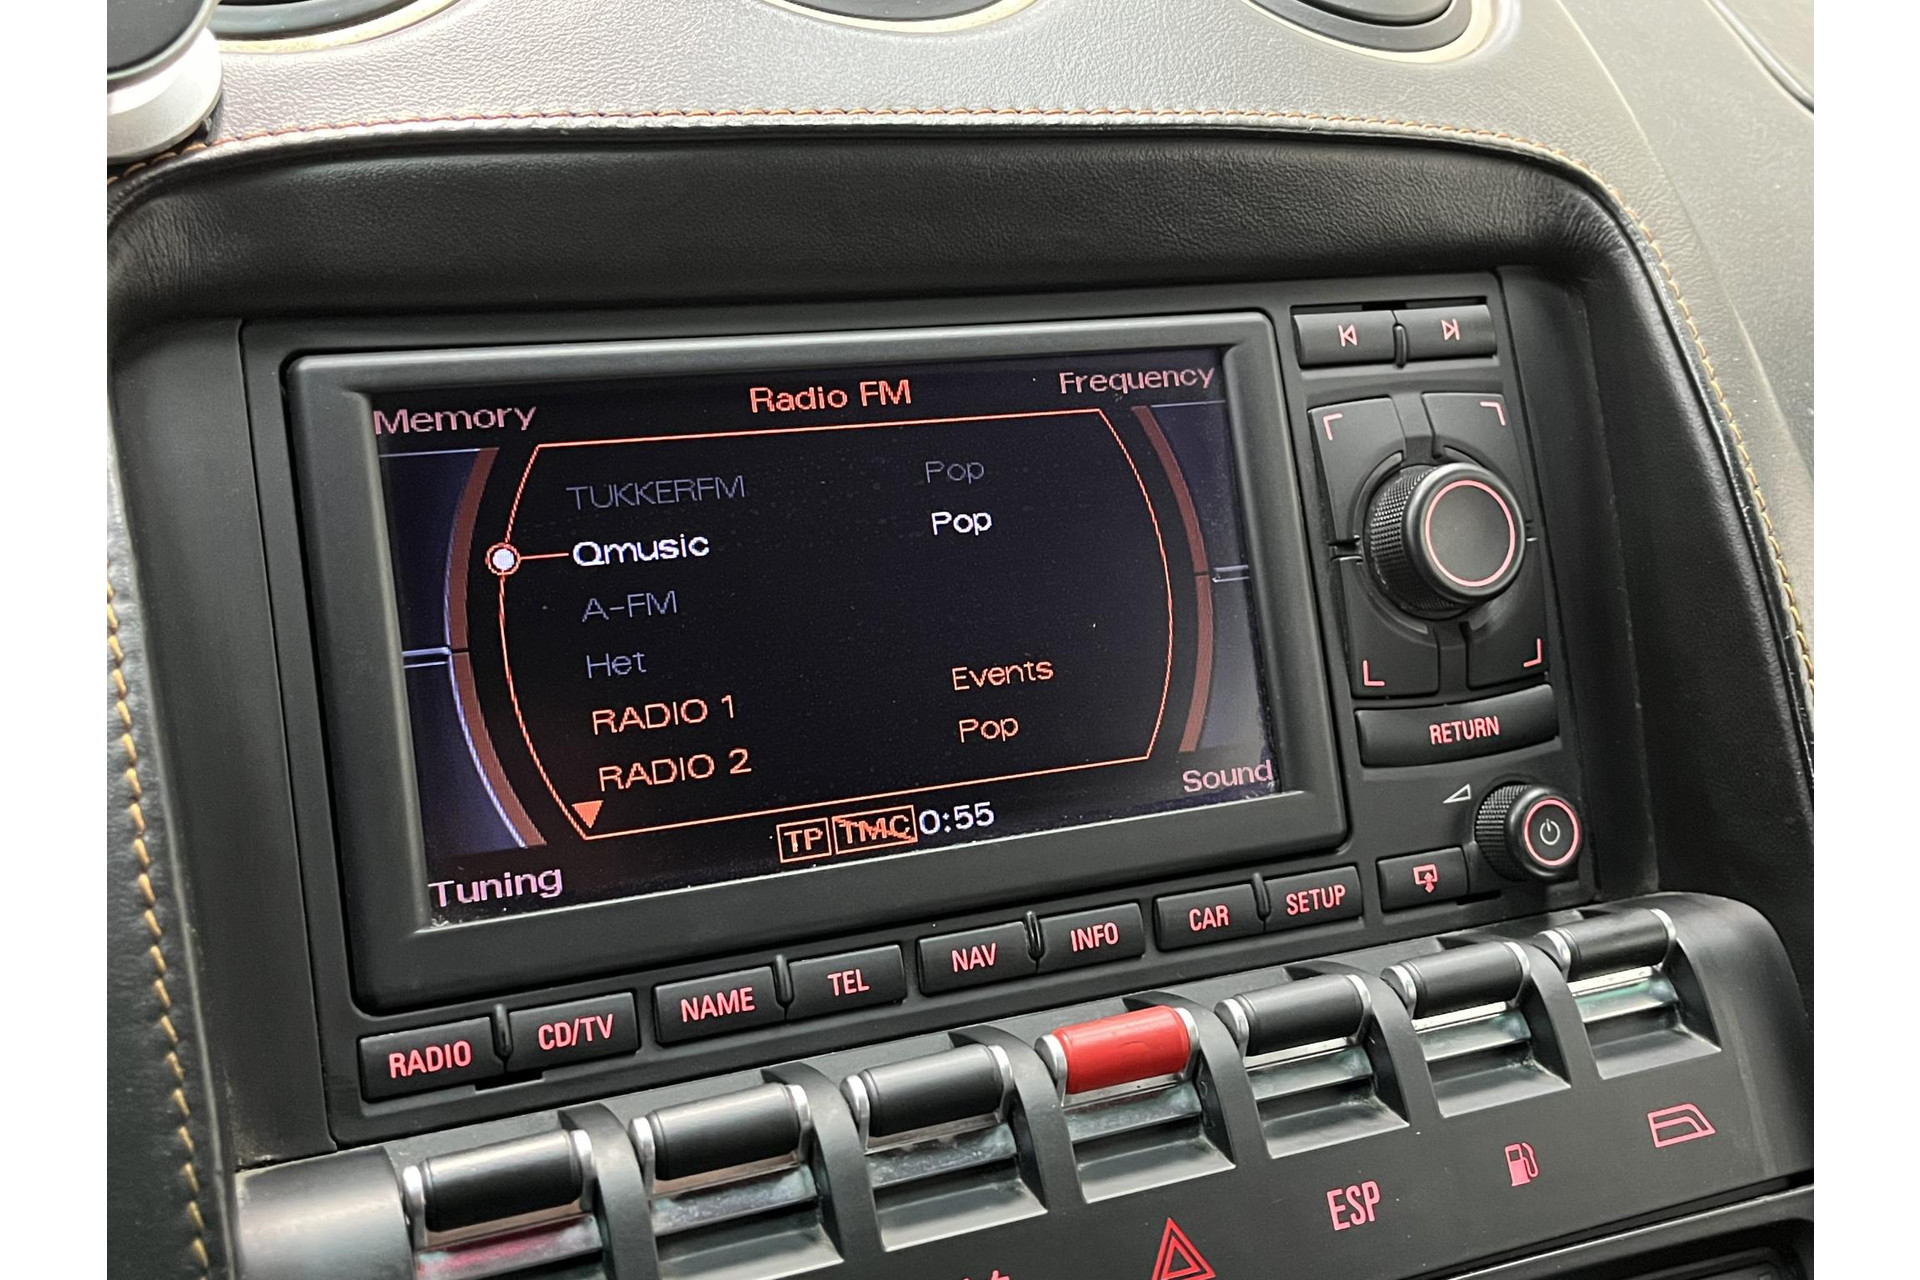 Memory
Radio FM
Frequency
TUKKERFM Pop
Qmusic Pop
A-FM
Het
RADIO 1 Events
RADIO 2 Pop
Sound
TP TMC 0:55
Tuning
RETURN
RADIO
CD/TV
NAME
TEL
NAV
INFO
CAR
SETUP
ESP